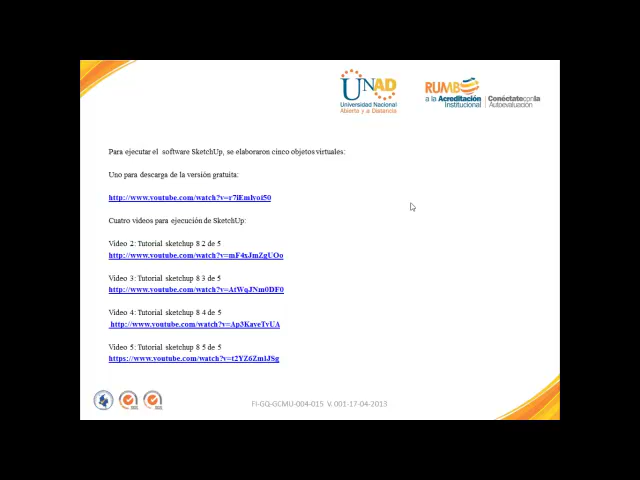 UNAD
Universidad Nacional
Abierta y a Distancia
RUMBO
a la Acreditación
Institucional
Conéctate con la
Autoevaluación
Para ejecutar el software SketchUp, se elaboraron cinco objetos virtuales:
Uno para descarga de la versión gratuita:
http://www.youtube.com/watch?v=r7iEmIyoi50
Cuatro videos para ejecución de SketchUp:
Video 2: Tutorial sketchup 8 2 de 5
http://www.youtube.com/watch?v=mF4xJmZgUOo
Video 3: Tutorial sketchup 8 3 de 5
http://www.youtube.com/watch?v=AtWqJNm0DF0
Video 4: Tutorial sketchup 8 4 de 5
http://www.youtube.com/watch?v=Ap3KaveTyUA
Video 5: Tutorial sketchup 8 5 de 5
https://www.youtube.com/watch?v=t2YZ6ZmIJSg
FI-GQ-GCMU-004-015 V. 001-17-04-2013